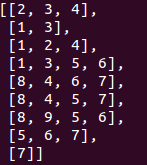 [[2, 3, 4],
[1, 3],
[1, 2, 4],
[1, 3, 5, 6],
[8, 4, 6, 7],
[8, 4, 5, 7],
[8, 9, 5, 6],
[5, 6, 7],
[7]]